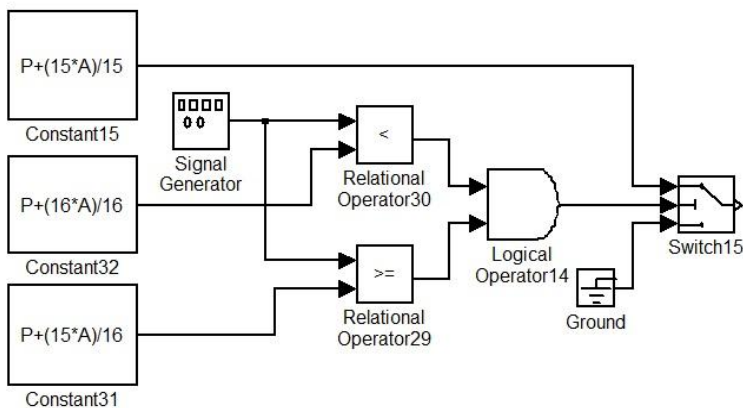 P+(15*A)/15
Constant15
Signal
Generator
<
Relational
Operator30
P+(16*A)/16
Constant32
Logical
Operator14
Switch15
>=
Relational
Operator29
Ground
P+(15*A)/16
Constant31